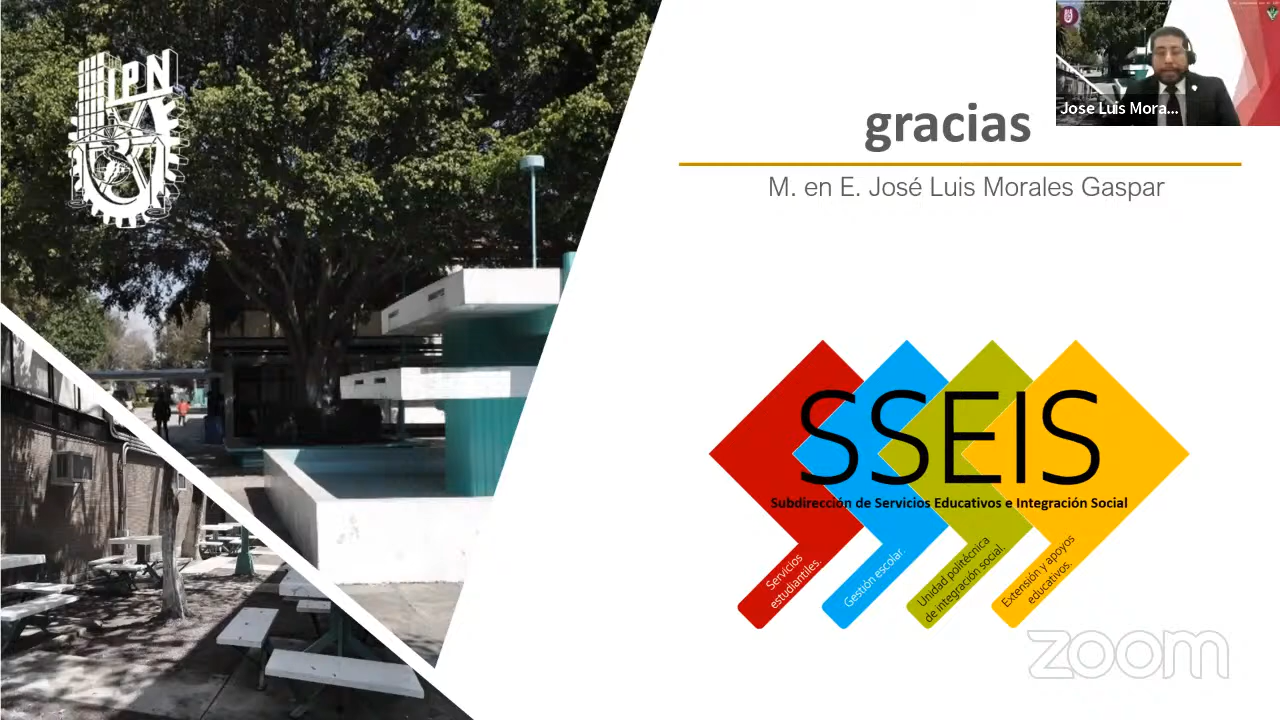 IPN
gracias
Jose Luis Mora...
M. en E. José Luis Morales Gaspar
SSEIS
Subdirección de Servicios Educativos e Integración Social
Servicios
estudiantiles.
Gestión escolar.
Unidad politécnica
de integración social.
Extensión y apoyos
educativos.
zoom